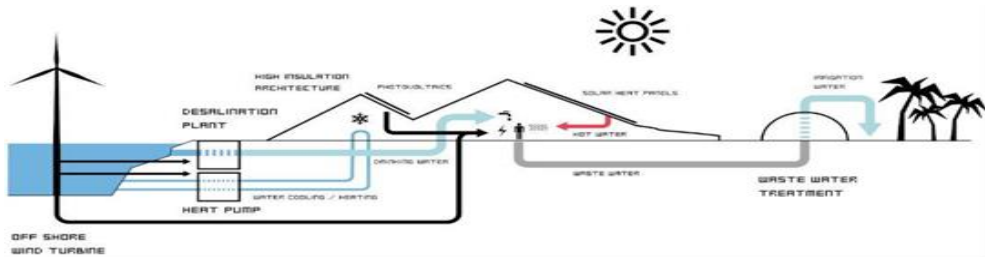 HIGH INSULATION
ARCHITECTURE
PHOTOVOLTAICS
SOLAR HEAT PANELS
IRRIGATION
WATER
DESALINATION
PLANT
HOT WATER
DRINKING WATER
WASTE WATER
WASTE WATER
TREATMENT
WATER COOLING / HEATING
HEAT PUMP
OFF SHORE
WIND TURBINE